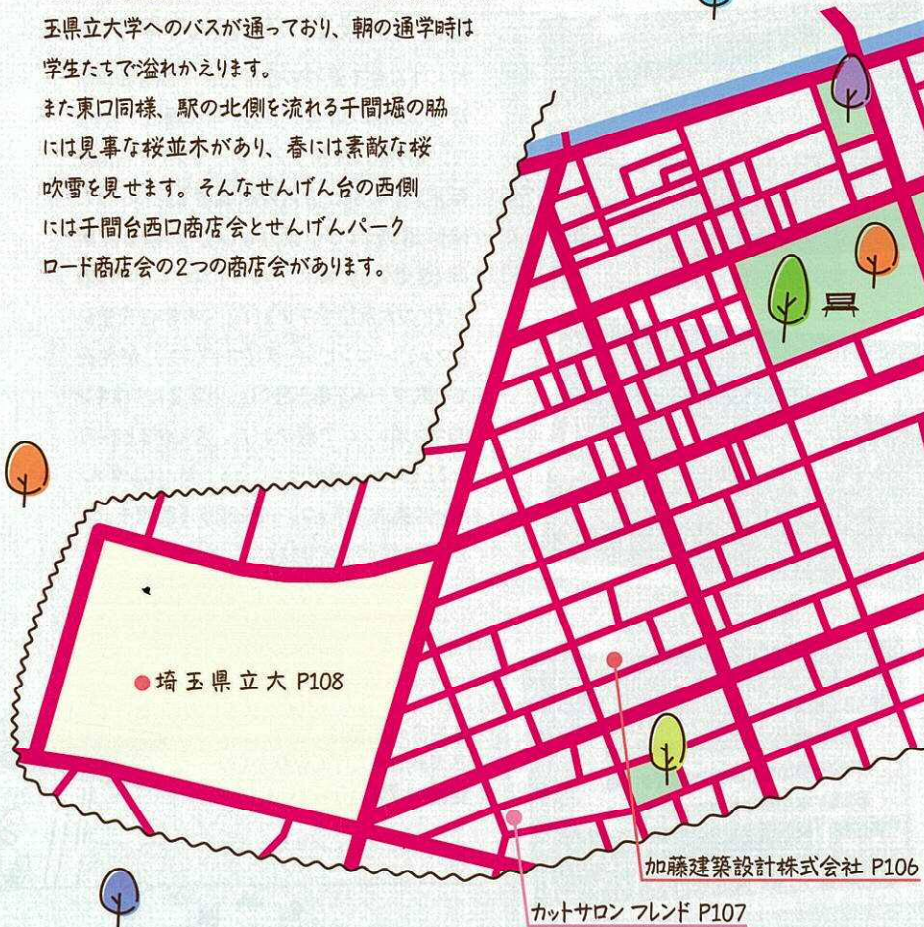 玉県立大学へのバスが通っており、朝の通学時は
学生たちで溢れかえります。
また東口同様、駅の北側を流れる千間堀の脇
には見事な桜並木があり、春には素敵な桜
吹雪を見せます。そんなせんげん台の西側
には千間台西口商店会とせんげんパーク
ロード商店会の2つの商店会があります。
埼玉県立大 P108
加藤建築設計株式会社 P106
カットサロン フレンド P107